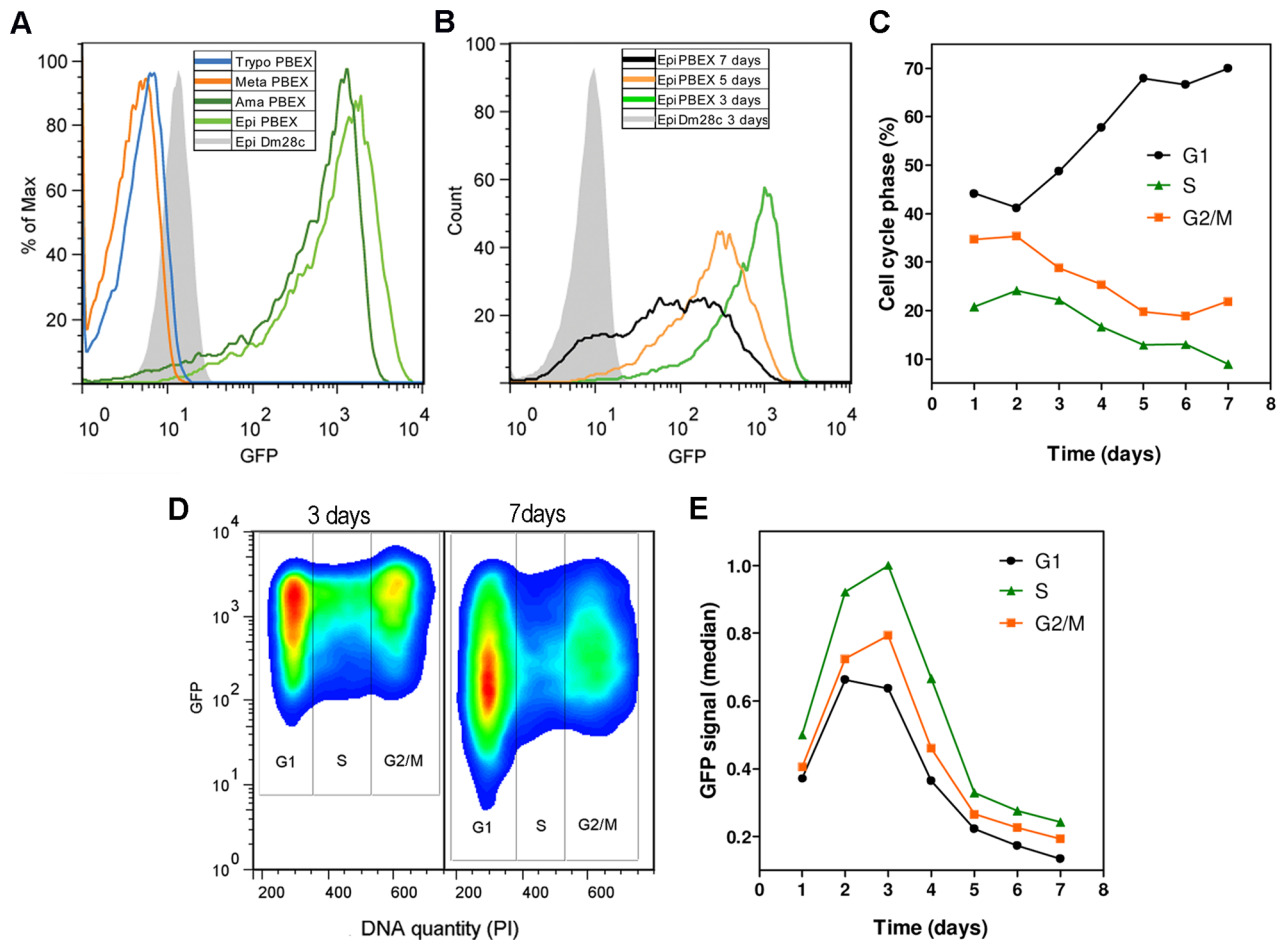 A
% of Max
100
80
60
40
20
Trypo PBEX
Meta PBEX
Ama PBEX
Epi PBEX
Epi Dm28c
10^0 10^1 10^2 10^3 10^4
GFP
B
Count
100
80
60
40
20
0
Epi PBEX 7 days
Epi PBEX 5 days
Epi PBEX 3 days
Epi Dm28c 3 days
10^0 10^1 10^2 10^3 10^4
GFP
C
Cell cycle phase (%)
70
60
50
40
30
20
10
G1
S
G2/M
0 1 2 3 4 5 6 7 8
Time (days)
D
3 days 7days
GFP
10^4
10^3
10^2
10^1
10^0
G1 S G2/M
G1 S G2/M
200 400 600 200 400 600
DNA quantity (PI)
E
GFP signal (median)
1.0
0.8
0.6
0.4
0.2
G1
S
G2/M
0 1 2 3 4 5 6 7 8
Time (days)